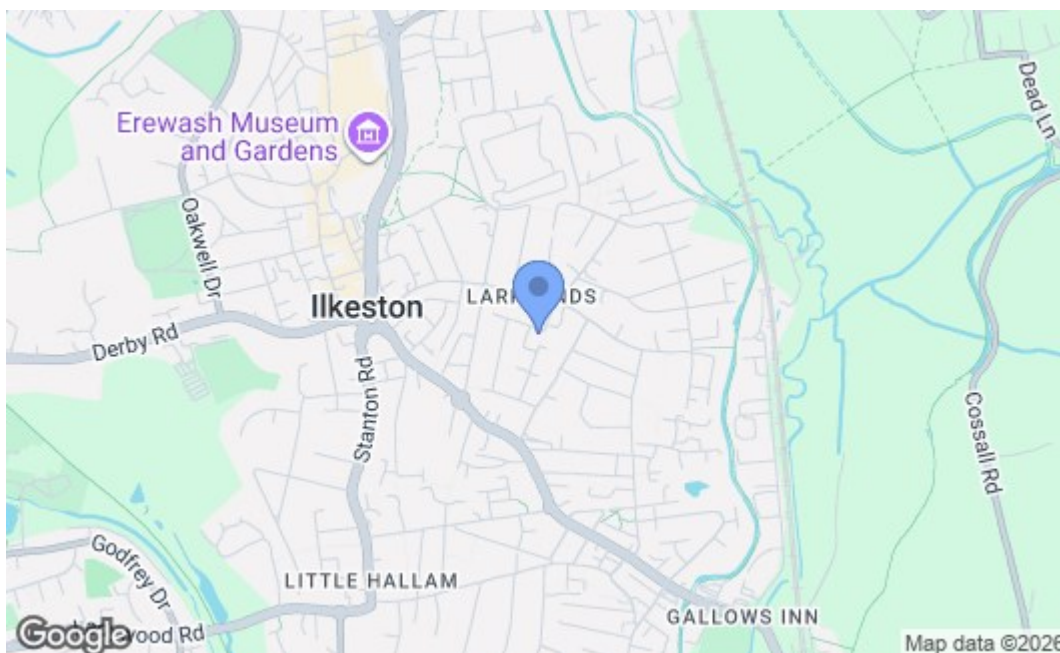 Erewash Museum
and Gardens
Dead Ln
Oakwell Dr
Ilkeston
Derby Rd
Stanton Rd
Cossall Rd
Godfrey Dr
LITTLE HALLAM
GALLOWS INN
Google
Map data ©2026